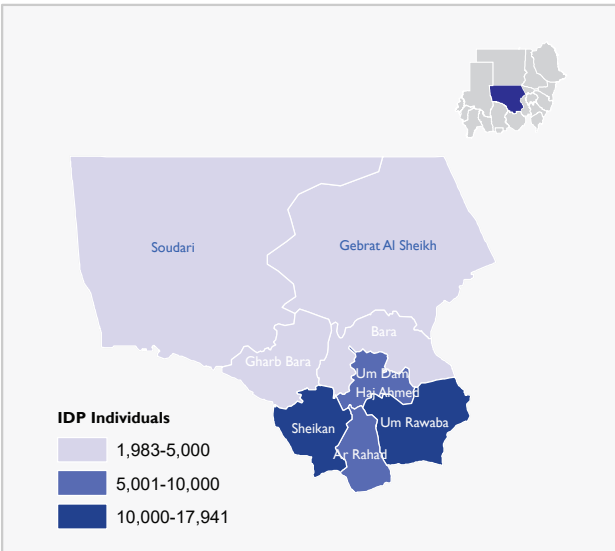 Soudari
Gebrat Al Sheikh
Bara
Gharb Bara
Um Dam
Haj Ahmed
Sheikan
Um Rawaba
Ar Rahad
IDP Individuals
1,983-5,000
5,001-10,000
10,000-17,941